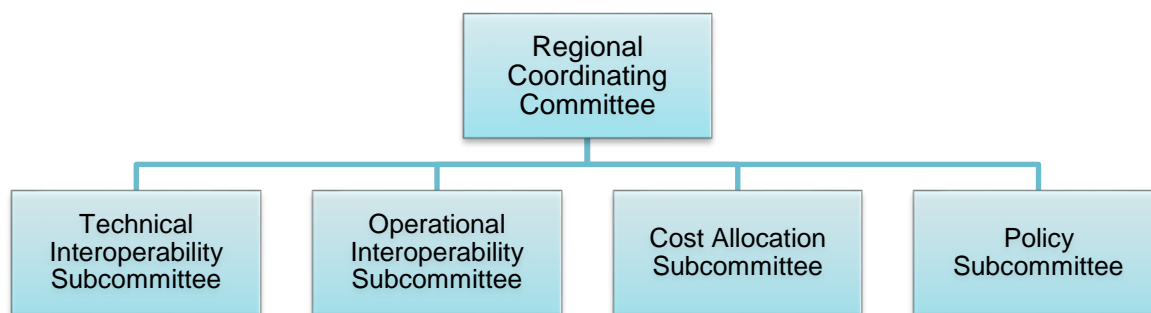 Regional
Coordinating
Committee
Technical
Interoperability
Subcommittee
Operational
Interoperability
Subcommittee
Cost Allocation
Subcommittee
Policy
Subcommittee